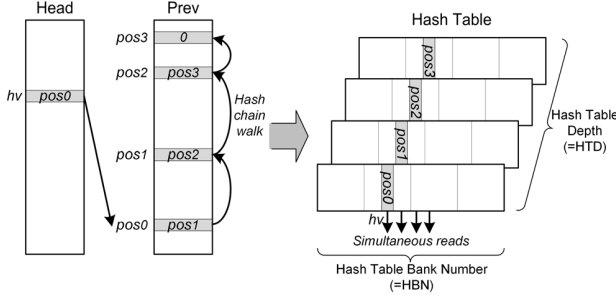 Head
Prev
hv
pos0
pos3
0
pos2
pos3
pos1
pos2
pos0
pos1
Hash
chain
walk
Hash Table
pos3
pos2
pos1
pos0
hv
Simultaneous reads
Hash Table Bank Number
(=HBN)
Hash Table
Depth
(=HTD)